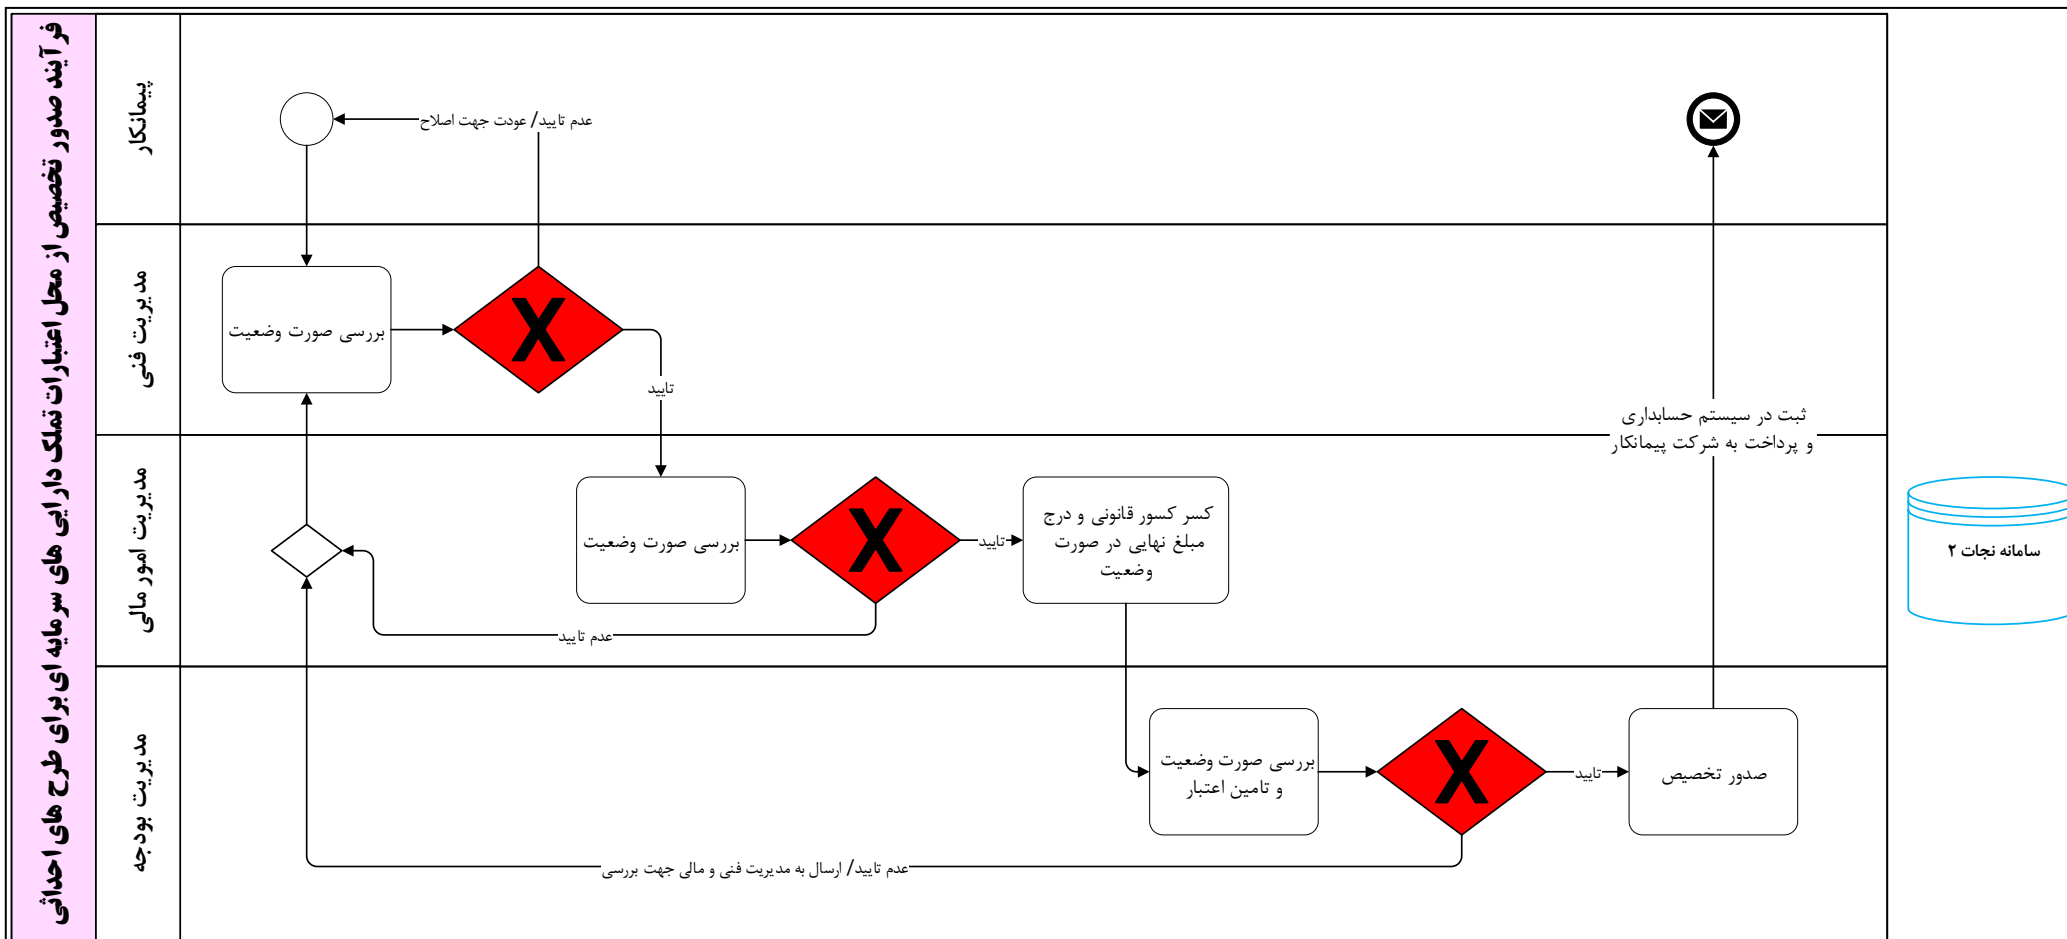 فرآیند صدور تخصیص از محل اعتبارات تملک دارایی های سرمایه ای برای طرح های احداثی
پیمانکار
عدم تایید/ عودت جهت اصلاح
مدیریت فنی
بررسی صورت وضعیت
X
تایید
ثبت در سیستم حسابداری
و پرداخت به شرکت پیمانکار
مدیریت امور مالی
بررسی صورت وضعیت
X
تایید
کسر کسور قانونی و درج
مبلغ نهایی در صورت
وضعیت
عدم تایید
مدیریت بودجه
بررسی صورت وضعیت
و تامین اعتبار
X
تایید
صدور تخصیص
عدم تایید/ ارسال به مدیریت فنی و مالی جهت بررسی
سامانه نجات ۲